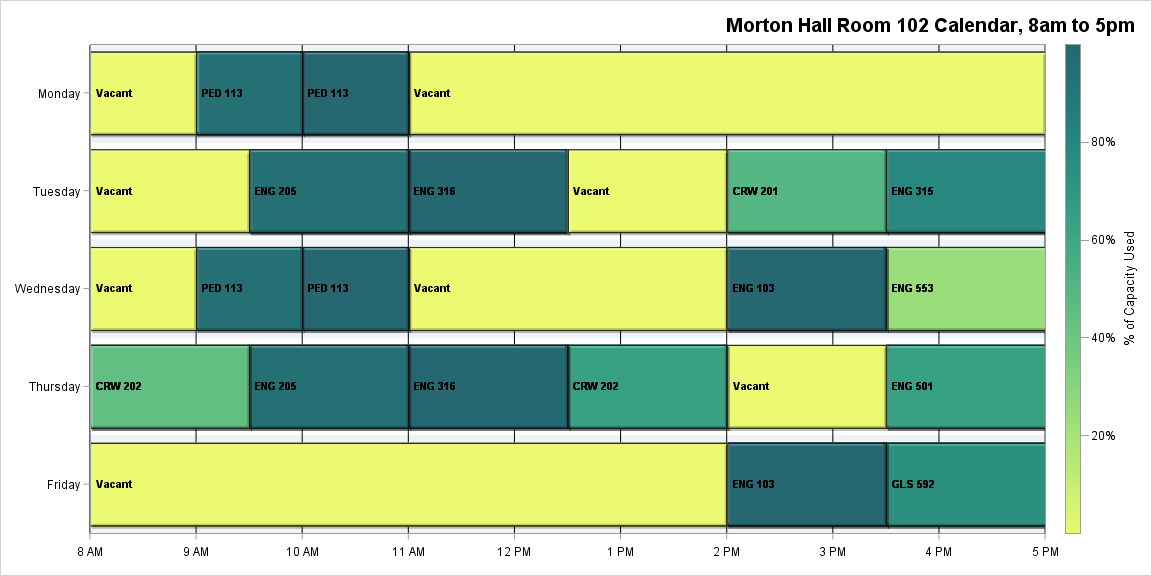 Morton Hall Room 102 Calendar, 8am to 5pm
Monday
Vacant
PED 113
PED 113
Vacant
Tuesday
Vacant
ENG 205
ENG 316
Vacant
CRW 201
ENG 315
Wednesday
Vacant
PED 113
PED 113
Vacant
ENG 103
ENG 553
Thursday
CRW 202
ENG 205
ENG 316
CRW 202
Vacant
ENG 501
Friday
Vacant
ENG 103
GLS 592
8 AM
9 AM
10 AM
11 AM
12 PM
1 PM
2 PM
3 PM
4 PM
5 PM
80%
60%
40%
20%
% of Capacity Used